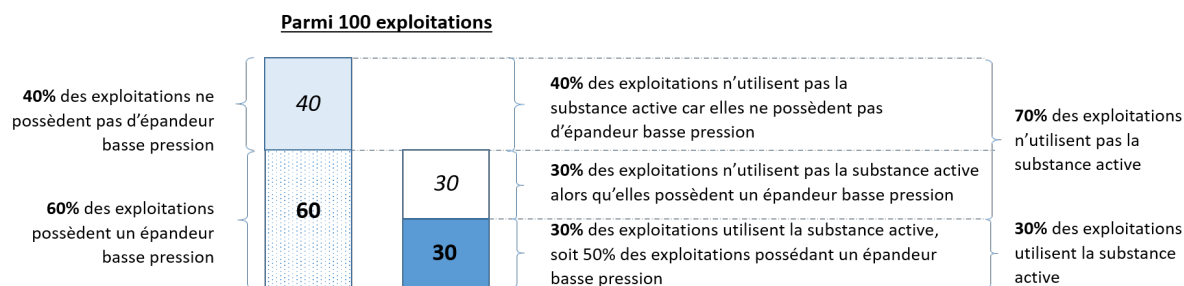 Parmi 100 exploitations
40% des exploitations ne
possèdent pas d'épandeur
basse pression
60% des exploitations
possèdent un épandeur
basse pression
40
60
30
30
40% des exploitations n'utilisent pas la
substance active car elles ne possèdent pas
d'épandeur basse pression
30% des exploitations n'utilisent pas la substance active
alors qu'elles possèdent un épandeur basse pression
30% des exploitations utilisent la substance active,
soit 50% des exploitations possédant un épandeur
basse pression
70% des exploitations
n'utilisent pas la
substance active
30% des exploitations
utilisent la substance
active